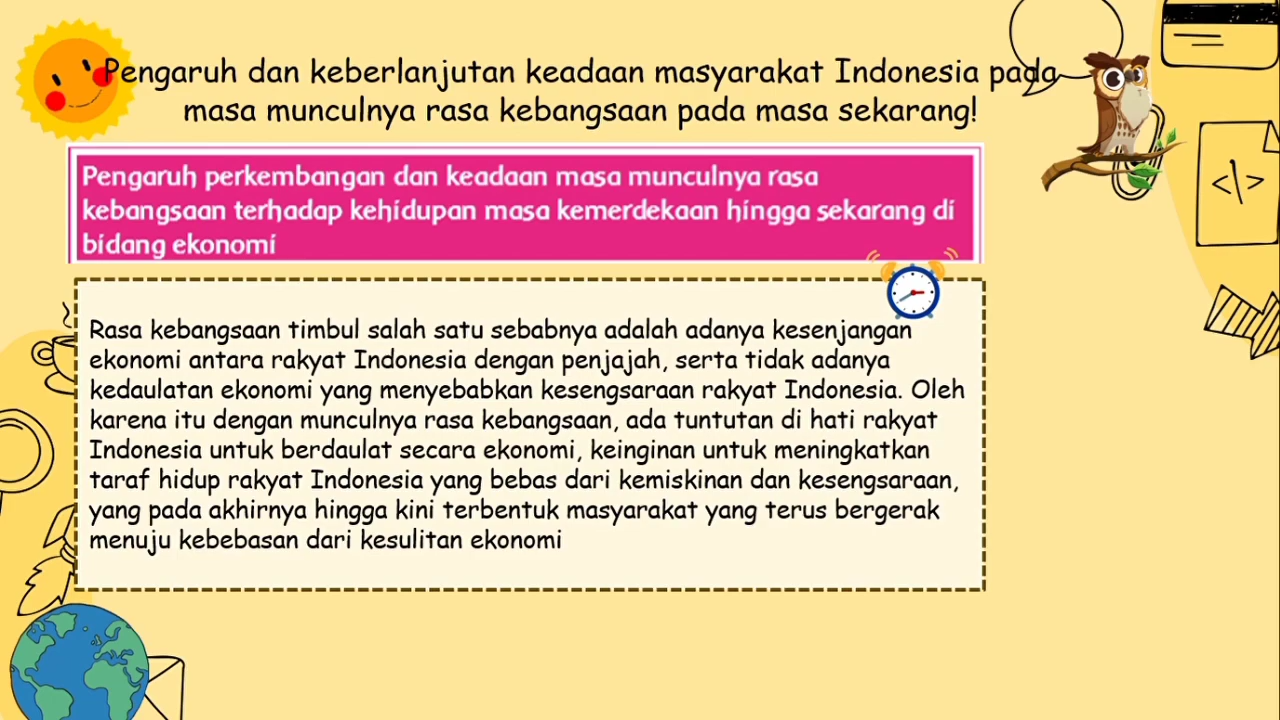 Pengaruh dan keberlanjutan keadaan masyarakat Indonesia pada
masa munculnya rasa kebangsaan pada masa sekarang!
Pengaruh perkembangan dan keadaan masa munculnya rasa
kebangsaan terhadap kehidupan masa kemerdekaan hingga sekarang di
bidang ekonomi
Rasa kebangsaan timbul salah satu sebabnya adalah adanya kesenjangan
ekonomi antara rakyat Indonesia dengan penjajah, serta tidak adanya
kedaulatan ekonomi yang menyebabkan kesengsaraan rakyat Indonesia. Oleh
karena itu dengan munculnya rasa kebangsaan, ada tuntutan di hati rakyat
Indonesia untuk berdaulat secara ekonomi, keinginan untuk meningkatkan
taraf hidup rakyat Indonesia yang bebas dari kemiskinan dan kesengsaraan,
yang pada akhirnya hingga kini terbentuk masyarakat yang terus bergerak
menuju kebebasan dari kesulitan ekonomi